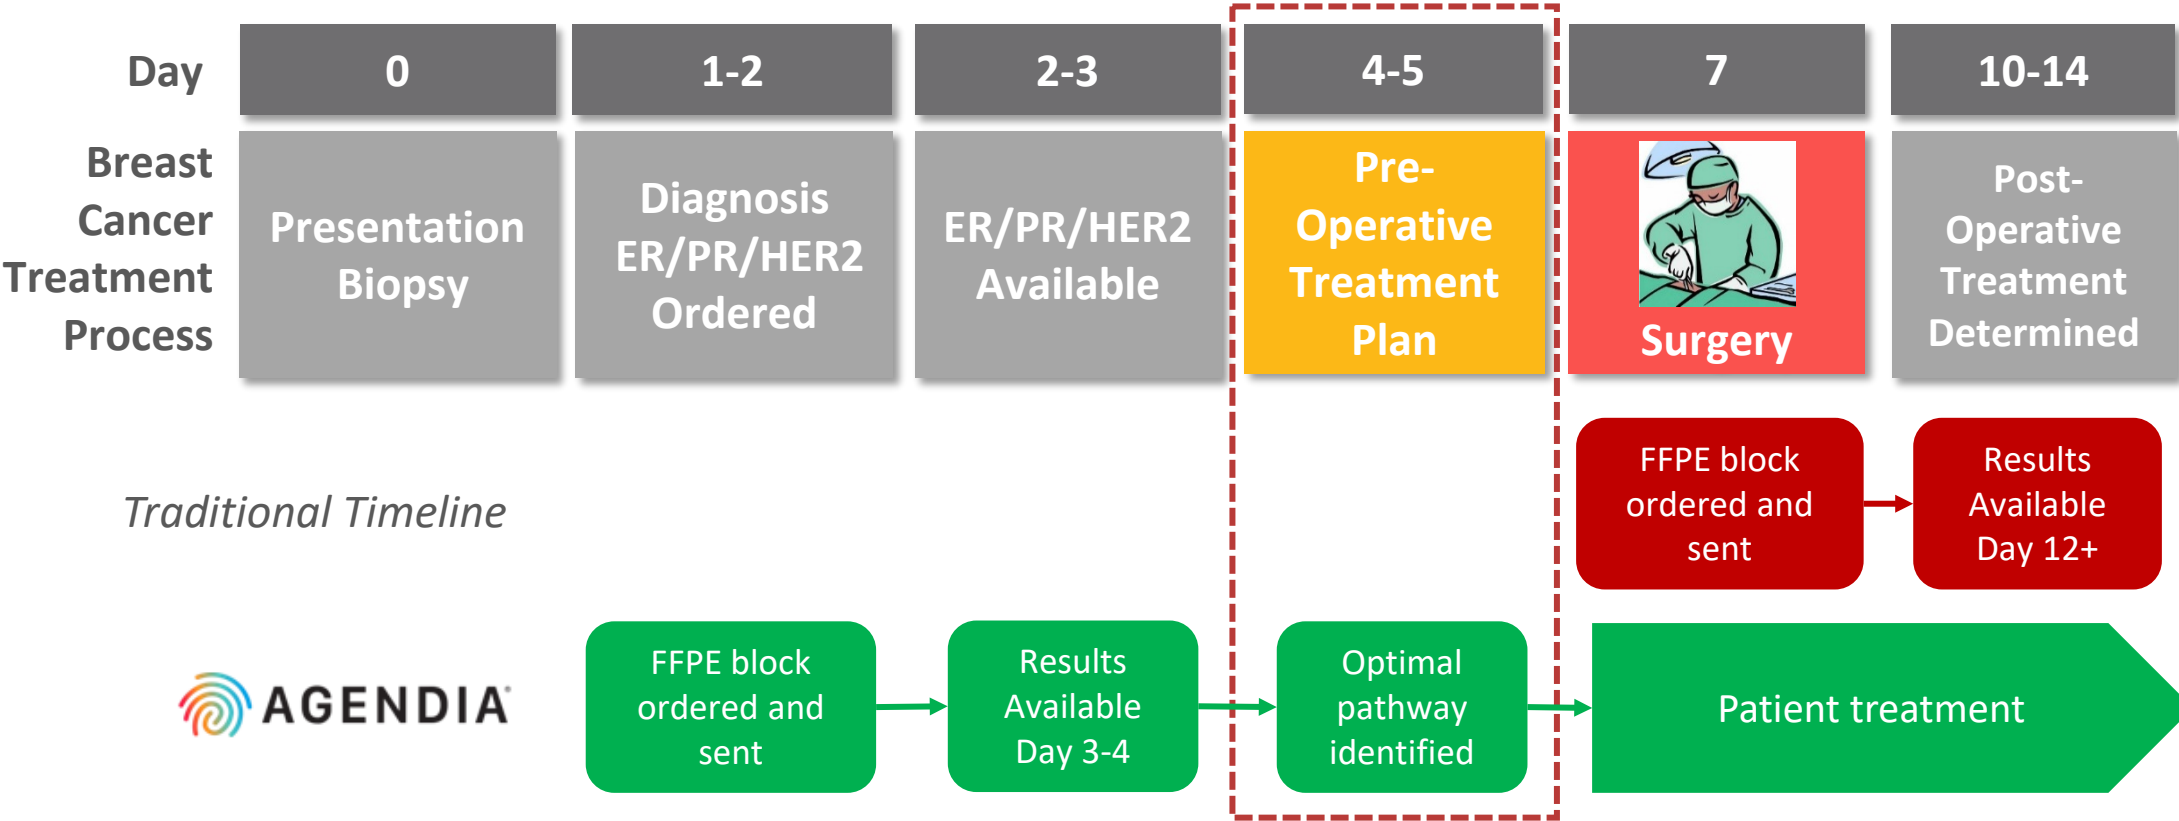 Day
0
1-2
2-3
4-5
7
10-14
Breast
Cancer
Treatment
Process
Presentation
Biopsy
Diagnosis
ER/PR/HER2
Ordered
ER/PR/HER2
Available
Pre-
Operative
Treatment
Plan
Surgery
Post-
Operative
Treatment
Determined
Traditional Timeline
FFPE block
ordered and
sent
Results
Available
Day 12+
AGENDIA
FFPE block
ordered and
sent
Results
Available
Day 3-4
Optimal
pathway
identified
Patient treatment